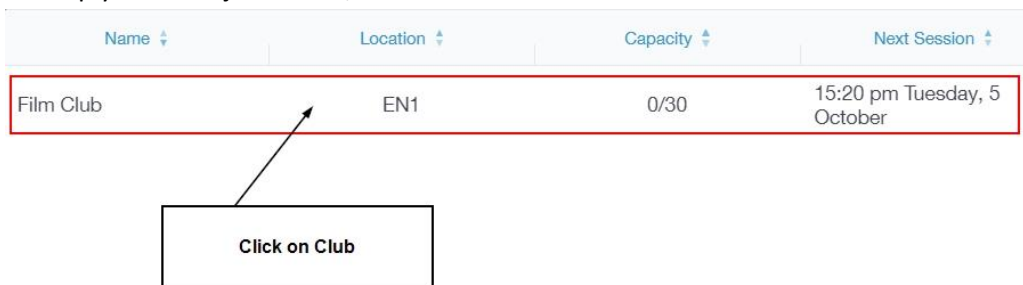 Name Location Capacity Next Session
Film Club EN1 0/30 15:20 pm Tuesday, 5
October
Click on Club